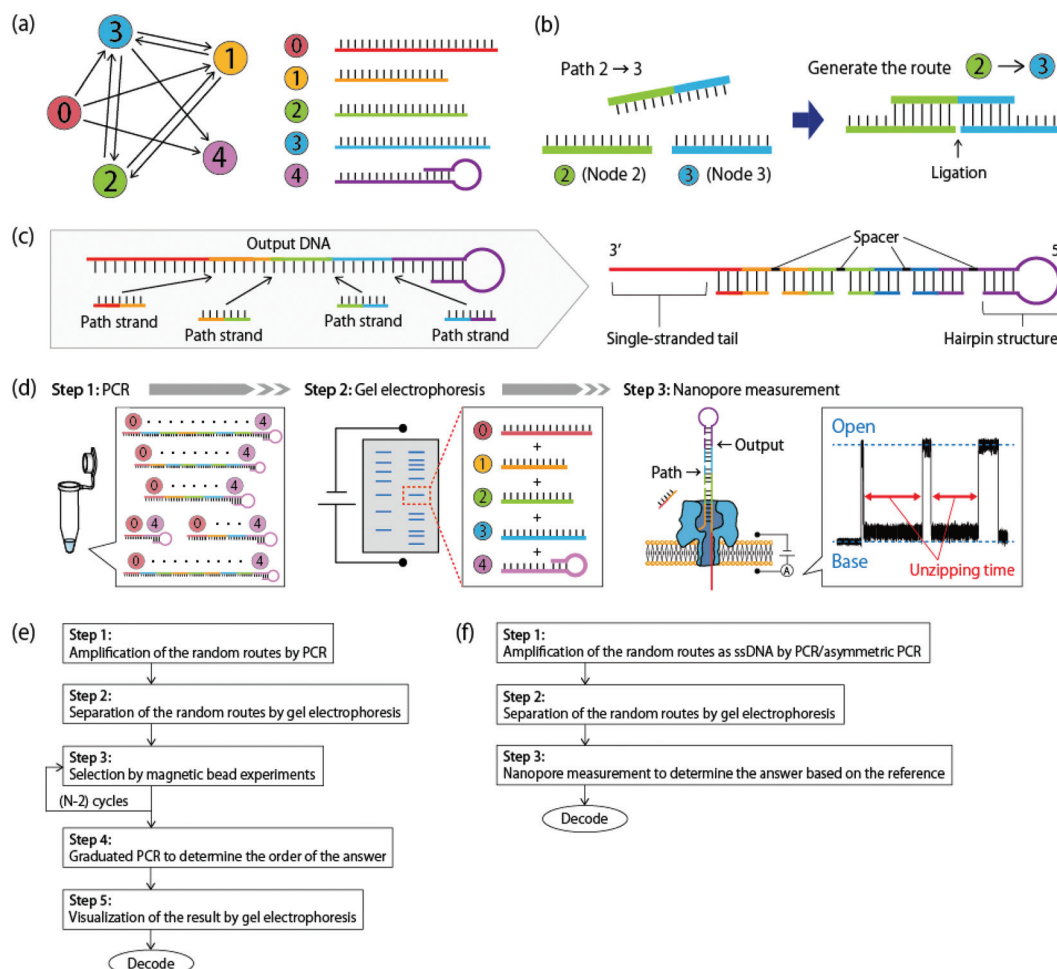 (a)
3
1
0
4
2
0
1
2
3
4
(b)
Path 2 → 3
2 (Node 2)
3 (Node 3)
Generate the route 2 → 3
Ligation
(c)
Output DNA
Path strand
Path strand
Path strand
Path strand
3'
Spacer
5'
Single-stranded tail
Hairpin structure
(d)
Step 1: PCR
0 4
0 4
0 4
0 4 0 4
0 4
Step 2: Gel electrophoresis
0
+
1
+
2
+
3
+
4
Step 3: Nanopore measurement
Output
Path
A
Open
Base
Unzipping time
(e)
Step 1:
Amplification of the random routes by PCR
Step 2:
Separation of the random routes by gel electrophoresis
Step 3:
Selection by magnetic bead experiments
(N-2) cycles
Step 4:
Graduated PCR to determine the order of the answer
Step 5:
Visualization of the result by gel electrophoresis
Decode
(f)
Step 1:
Amplification of the random routes as ssDNA by PCR/asymmetric PCR
Step 2:
Separation of the random routes by gel electrophoresis
Step 3:
Nanopore measurement to determine the answer based on the reference
Decode